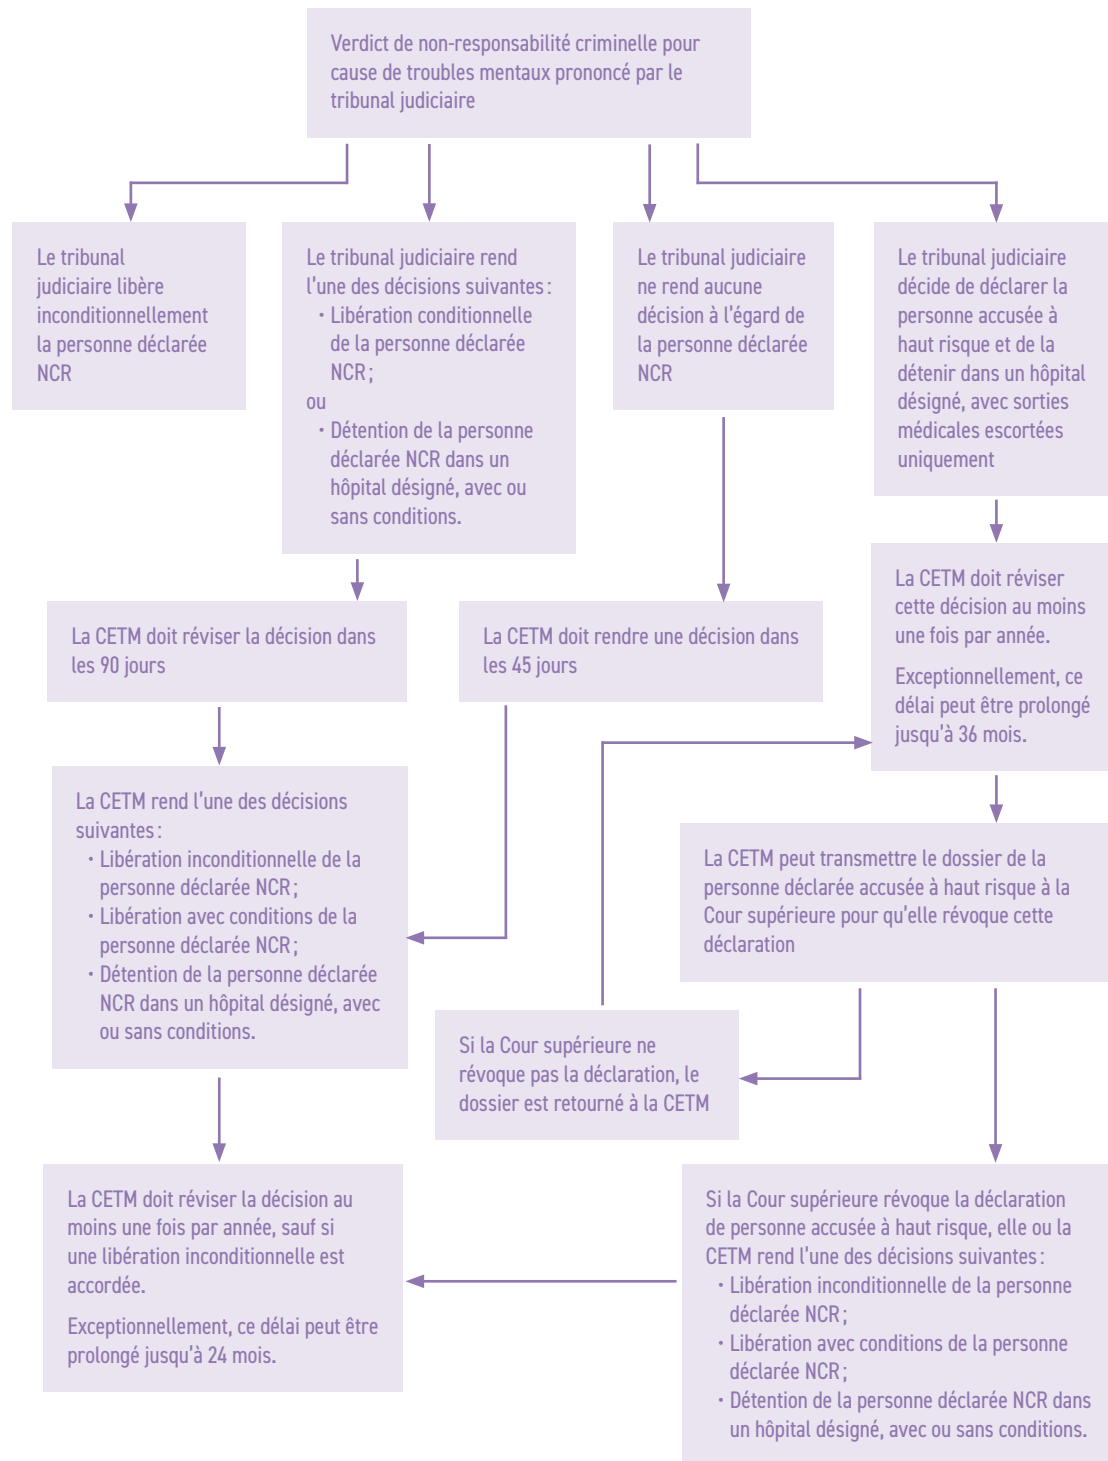 Verdict de non-responsabilité criminelle pour
cause de troubles mentaux prononcé par le
tribunal judiciaire
Le tribunal
judiciaire libère
inconditionnellement
la personne déclarée
NCR
Le tribunal judiciaire rend
l'une des décisions suivantes :
· Libération conditionnelle
de la personne déclarée
NCR ;
ou
· Détention de la personne
déclarée NCR dans un
hôpital désigné, avec ou
sans conditions.
Le tribunal judiciaire
ne rend aucune
décision à l'égard de
la personne déclarée
NCR
Le tribunal judiciaire
décide de déclarer la
personne accusée à
haut risque et de la
détenir dans un hôpital
désigné, avec sorties
médicales escortées
uniquement
La CETM doit réviser la décision dans
les 90 jours
La CETM doit rendre une décision dans
les 45 jours
La CETM doit réviser
cette décision au moins
une fois par année.
Exceptionnellement, ce
délai peut être prolongé
jusqu'à 36 mois.
La CETM rend l'une des décisions
suivantes :
· Libération inconditionnelle de la
personne déclarée NCR ;
· Libération avec conditions de la
personne déclarée NCR ;
· Détention de la personne déclarée
NCR dans un hôpital désigné, avec
ou sans conditions.
La CETM peut transmettre le dossier de la
personne déclarée accusée à haut risque à la
Cour supérieure pour qu'elle révoque cette
déclaration
Si la Cour supérieure ne
révoque pas la déclaration, le
dossier est retourné à la CETM
La CETM doit réviser la décision au
moins une fois par année, sauf si
une libération inconditionnelle est
accordée.
Exceptionnellement, ce délai peut être
prolongé jusqu'à 24 mois.
Si la Cour supérieure révoque la déclaration
de personne accusée à haut risque, elle ou la
CETM rend l'une des décisions suivantes :
· Libération inconditionnelle de la personne
déclarée NCR ;
· Libération avec conditions de la personne
déclarée NCR ;
· Détention de la personne déclarée NCR dans
un hôpital désigné, avec ou sans conditions.